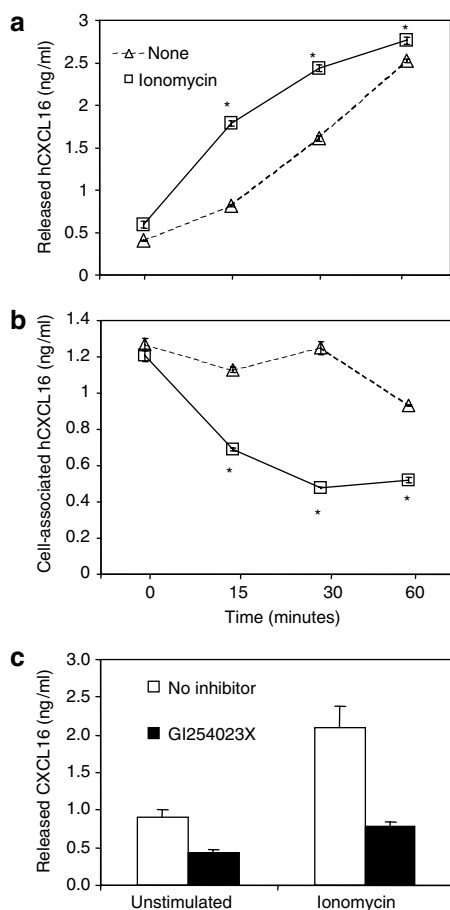 a
Released hCXCL16 (ng/ml)
3
2.5
2
1.5
1
0.5
0
None
Ionomycin
*
*
*
b
Cell-associated hCXCL16 (ng/ml)
1.4
1.2
1
0.8
0.6
0.4
0.2
0
*
*
*
0 15 30 60
Time (minutes)
c
Released CXCL16 (ng/ml)
3.0
2.5
2.0
1.5
1.0
0.5
0.0
No inhibitor
GI254023X
Unstimulated Ionomycin